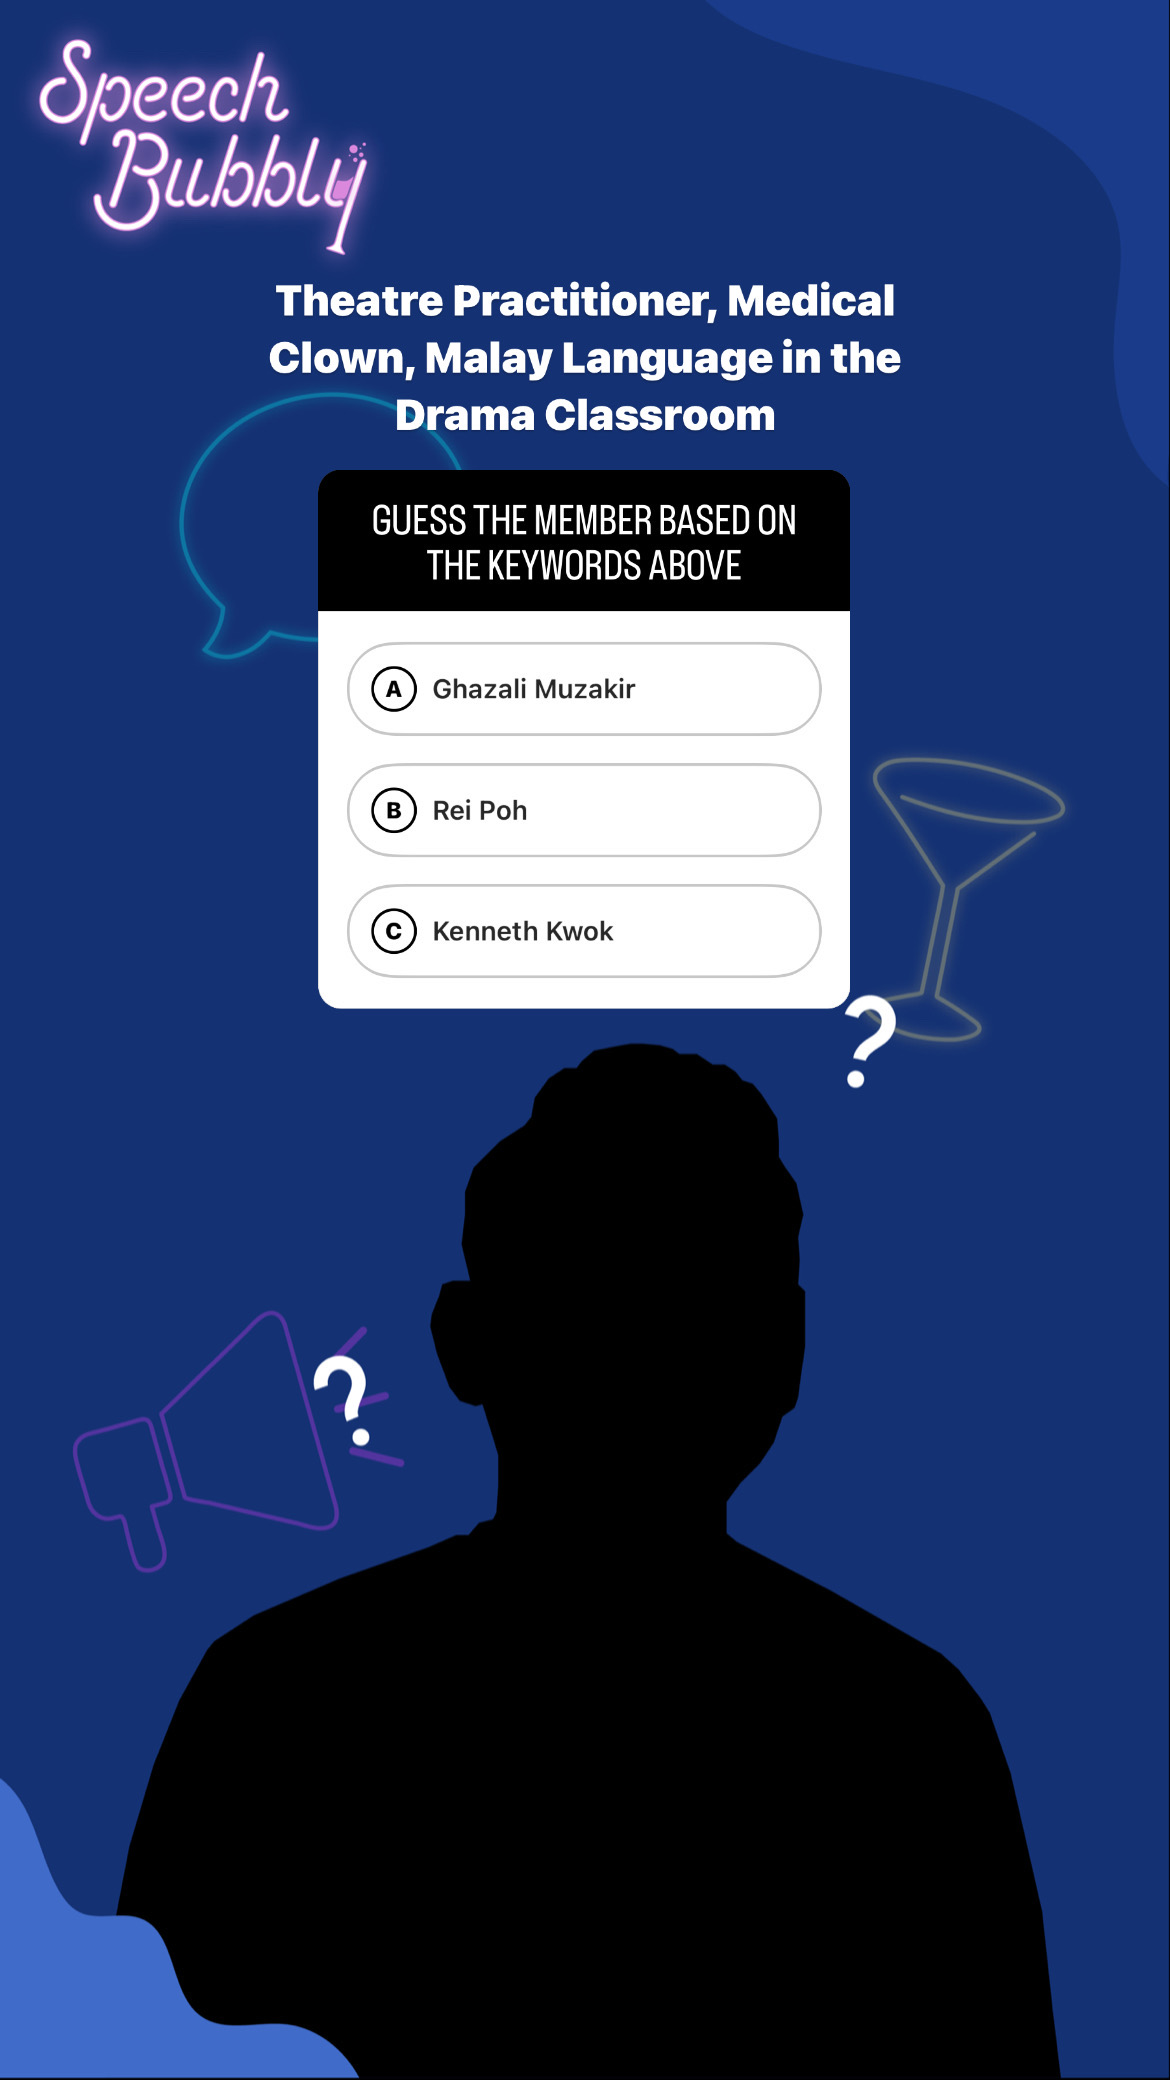 Speech
Bubbly
Theatre Practitioner, Medical
Clown, Malay Language in the
Drama Classroom
GUESS THE MEMBER BASED ON
THE KEYWORDS ABOVE
A Ghazali Muzakir
B Rei Poh
C Kenneth Kwok
?
?